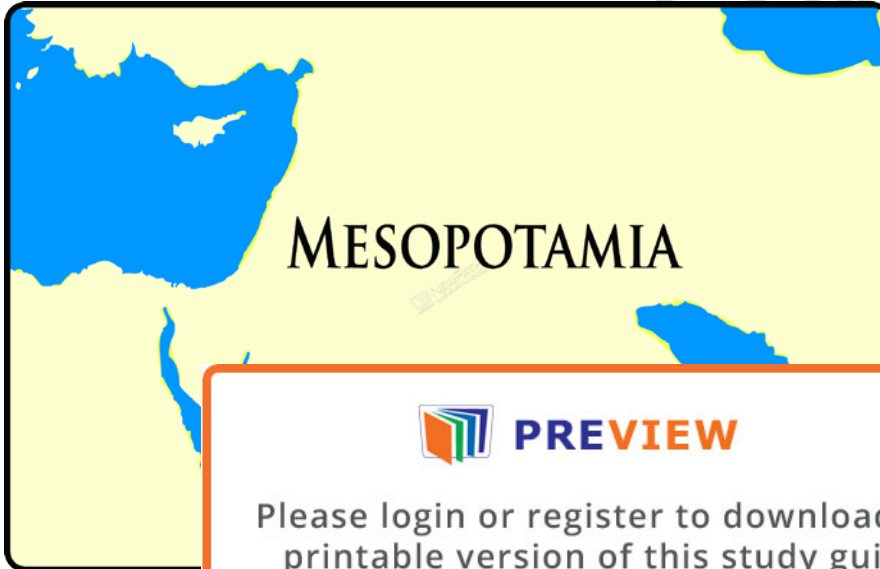 MESOPOTAMIA
PREVIEW
Please login or register to download
printable version of this study gui